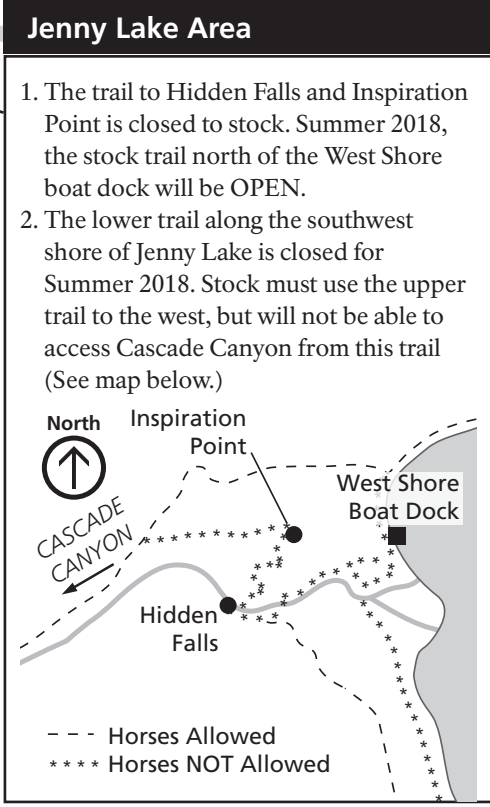 Jenny Lake Area
1. The trail to Hidden Falls and Inspiration
Point is closed to stock. Summer 2018,
the stock trail north of the West Shore
boat dock will be OPEN.
2. The lower trail along the southwest
shore of Jenny Lake is closed for
Summer 2018. Stock must use the upper
trail to the west, but will not be able to
access Cascade Canyon from this trail
(See map below.)
North
Inspiration
Point
West Shore
Boat Dock
CASCADE
CANYON
Hidden
Falls
--- Horses Allowed
**** Horses NOT Allowed